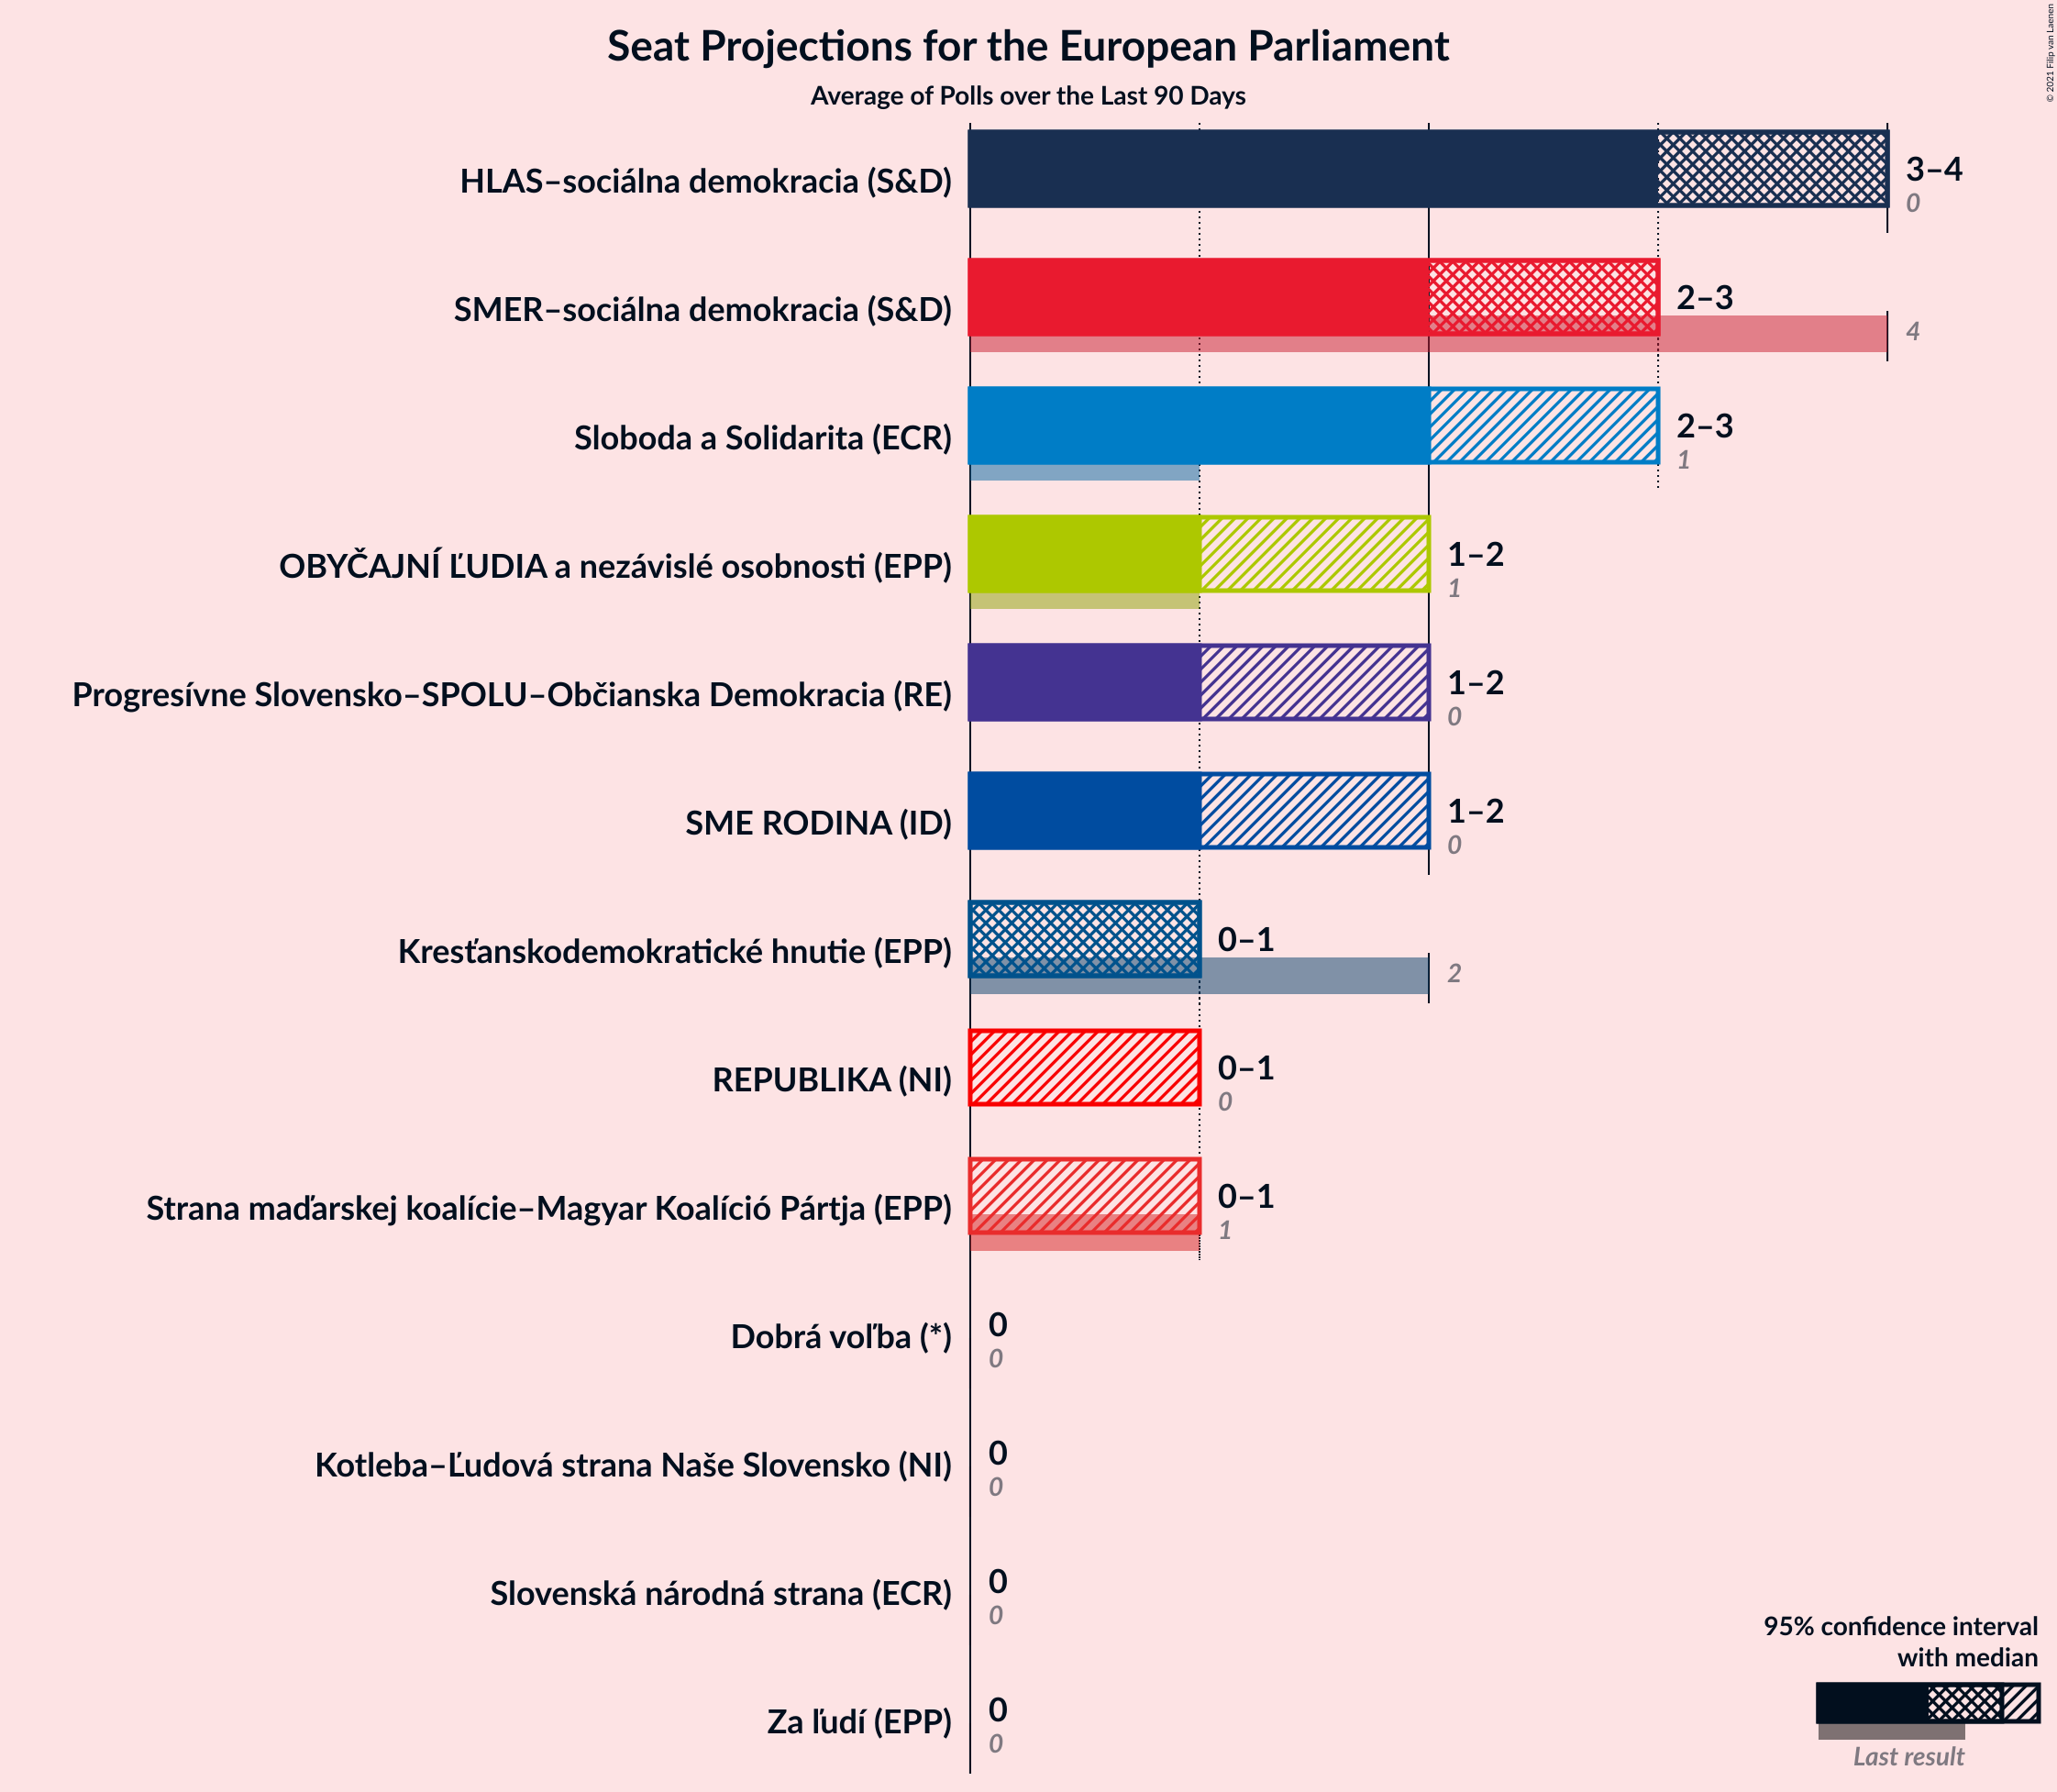 Seat Projections for the European Parliament
Average of Polls over the Last 90 Days
© 2021 Filip van Laenen
HLAS–sociálna demokracia (S&D)
3–4
0
SMER–sociálna demokracia (S&D)
2–3
4
Sloboda a Solidarita (ECR)
2–3
1
OBYČAJNÍ ĽUDIA a nezávislé osobnosti (EPP)
1–2
1
Progresívne Slovensko–SPOLU–Občianska Demokracia (RE)
1–2
0
SME RODINA (ID)
1–2
0
Kresťanskodemokratické hnutie (EPP)
0–1
2
REPUBLIKA (NI)
0–1
0
Strana maďarskej koalície–Magyar Koalíció Pártja (EPP)
0–1
1
Dobrá voľba (*)
0
0
Kotleba–Ľudová strana Naše Slovensko (NI)
0
0
Slovenská národná strana (ECR)
0
0
Za ľudí (EPP)
0
0
95% confidence interval
with median
Last result